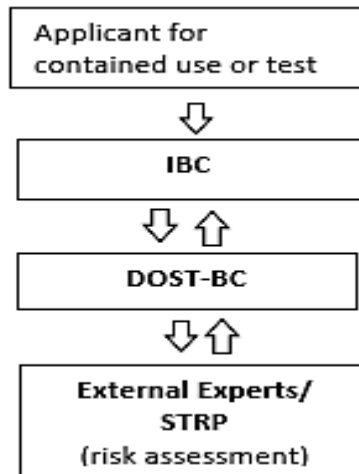 Applicant for
contained use or test
IBC
DOST-BC
External Experts/
STRP
(risk assessment)